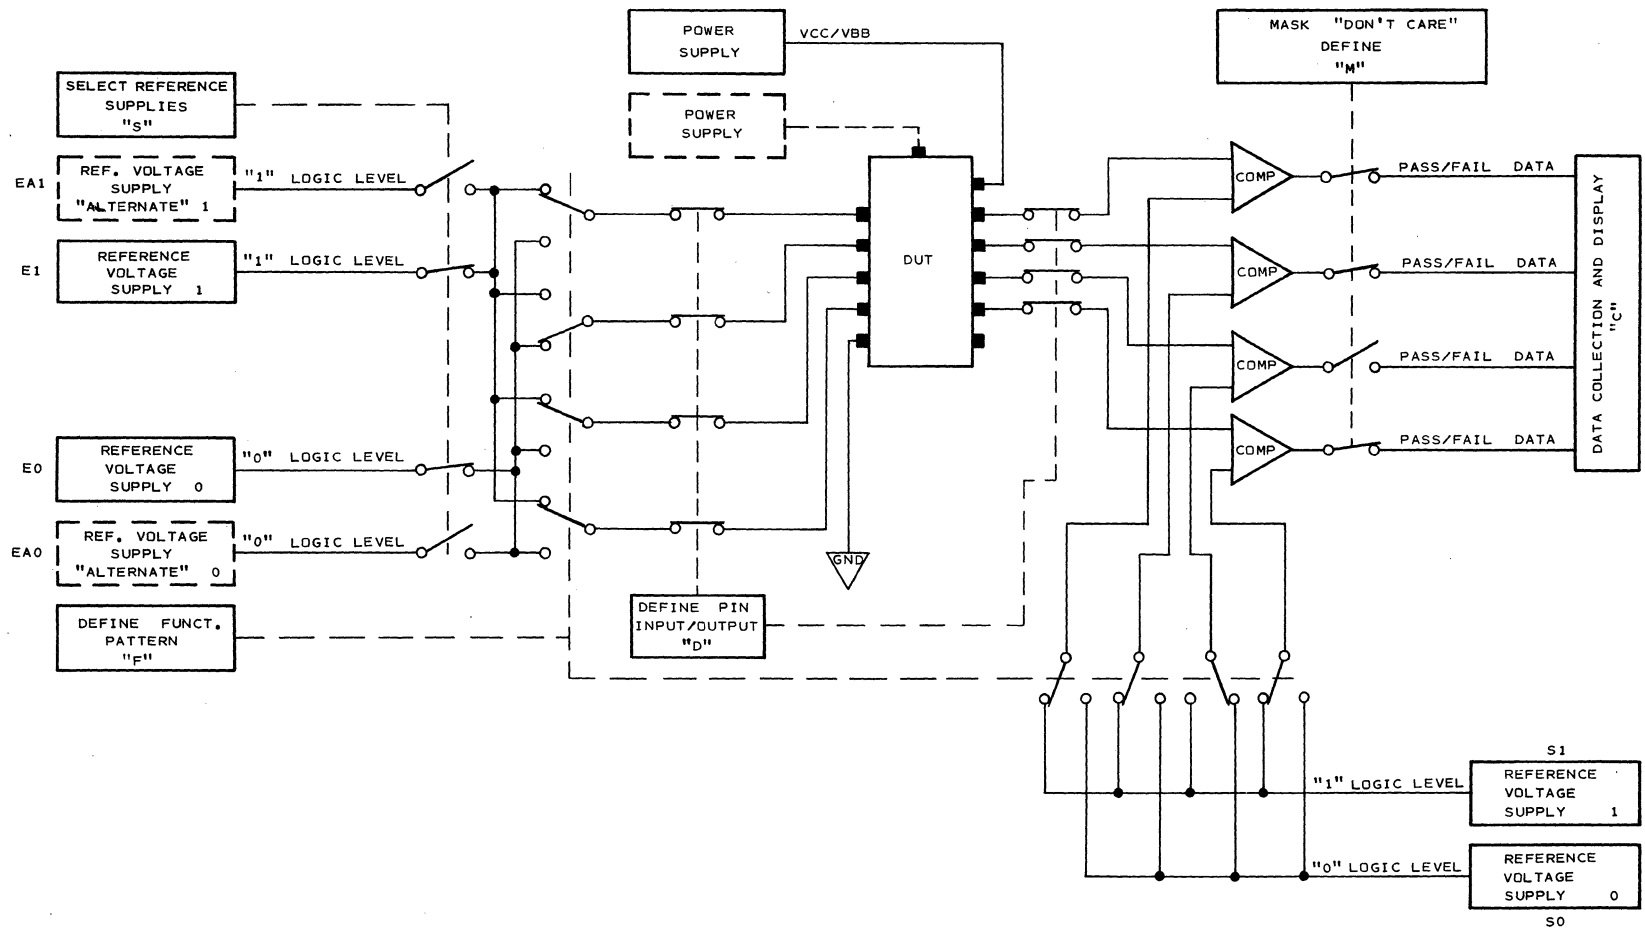 POWER
SUPPLY
VCC/VBB
MASK "DON'T CARE"
DEFINE
"M"
SELECT REFERENCE
SUPPLIES
"S"
POWER
SUPPLY
EA1
REF. VOLTAGE
SUPPLY
"ALTERNATE" 1
"1" LOGIC LEVEL
COMP
PASS/FAIL DATA
E1
REFERENCE
VOLTAGE
SUPPLY 1
"1" LOGIC LEVEL
DUT
COMP
PASS/FAIL DATA
COMP
PASS/FAIL DATA
COMP
PASS/FAIL DATA
DATA COLLECTION AND DISPLAY
"C"
E0
REFERENCE
VOLTAGE
SUPPLY 0
"0" LOGIC LEVEL
EA0
REF. VOLTAGE
SUPPLY
"ALTERNATE" 0
"0" LOGIC LEVEL
GND
DEFINE FUNCT.
PATTERN
"F"
DEFINE PIN
INPUT/OUTPUT
"D"
S1
"1" LOGIC LEVEL
REFERENCE
VOLTAGE
SUPPLY 1
"0" LOGIC LEVEL
REFERENCE
VOLTAGE
SUPPLY 0
S0